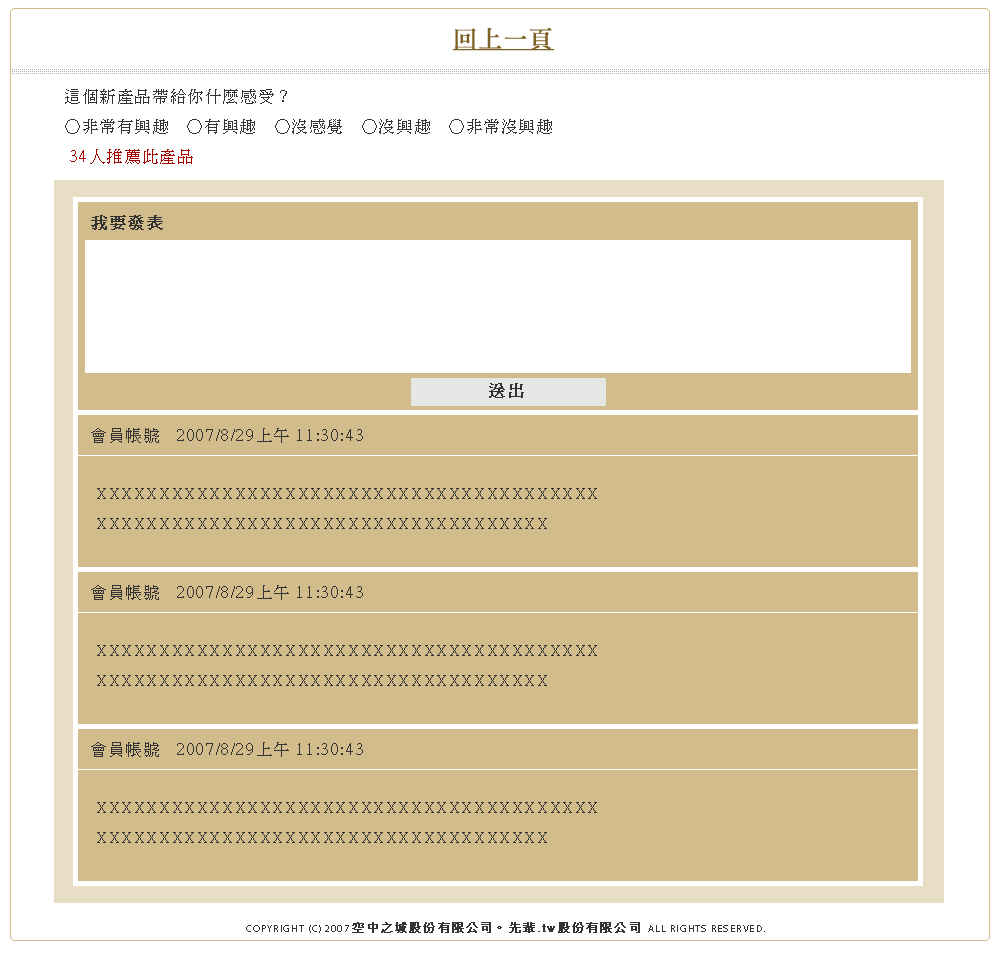 回上一頁
這個新產品帶給你什麼感受？
○非常有興趣 ○有興趣 ○沒感覺 ○沒興趣 ○非常沒興趣
34人推薦此產品
我要發表
送出
會員帳號 2007/8/29上午 11:30:43
XXXXXXXXXXXXXXXXXXXXXXXXXXXXXXXXXXXXXXXX
XXXXXXXXXXXXXXXXXXXXXXXXXXXXXXXXXXXX
會員帳號 2007/8/29上午 11:30:43
XXXXXXXXXXXXXXXXXXXXXXXXXXXXXXXXXXXXXXXX
XXXXXXXXXXXXXXXXXXXXXXXXXXXXXXXXXXXX
會員帳號 2007/8/29上午 11:30:43
XXXXXXXXXXXXXXXXXXXXXXXXXXXXXXXXXXXXXXXX
XXXXXXXXXXXXXXXXXXXXXXXXXXXXXXXXXXXX
COPYRIGHT (C) 2007空中之城股份有限公司。先輩.tw股份有限公司 ALL RIGHTS RESERVED.